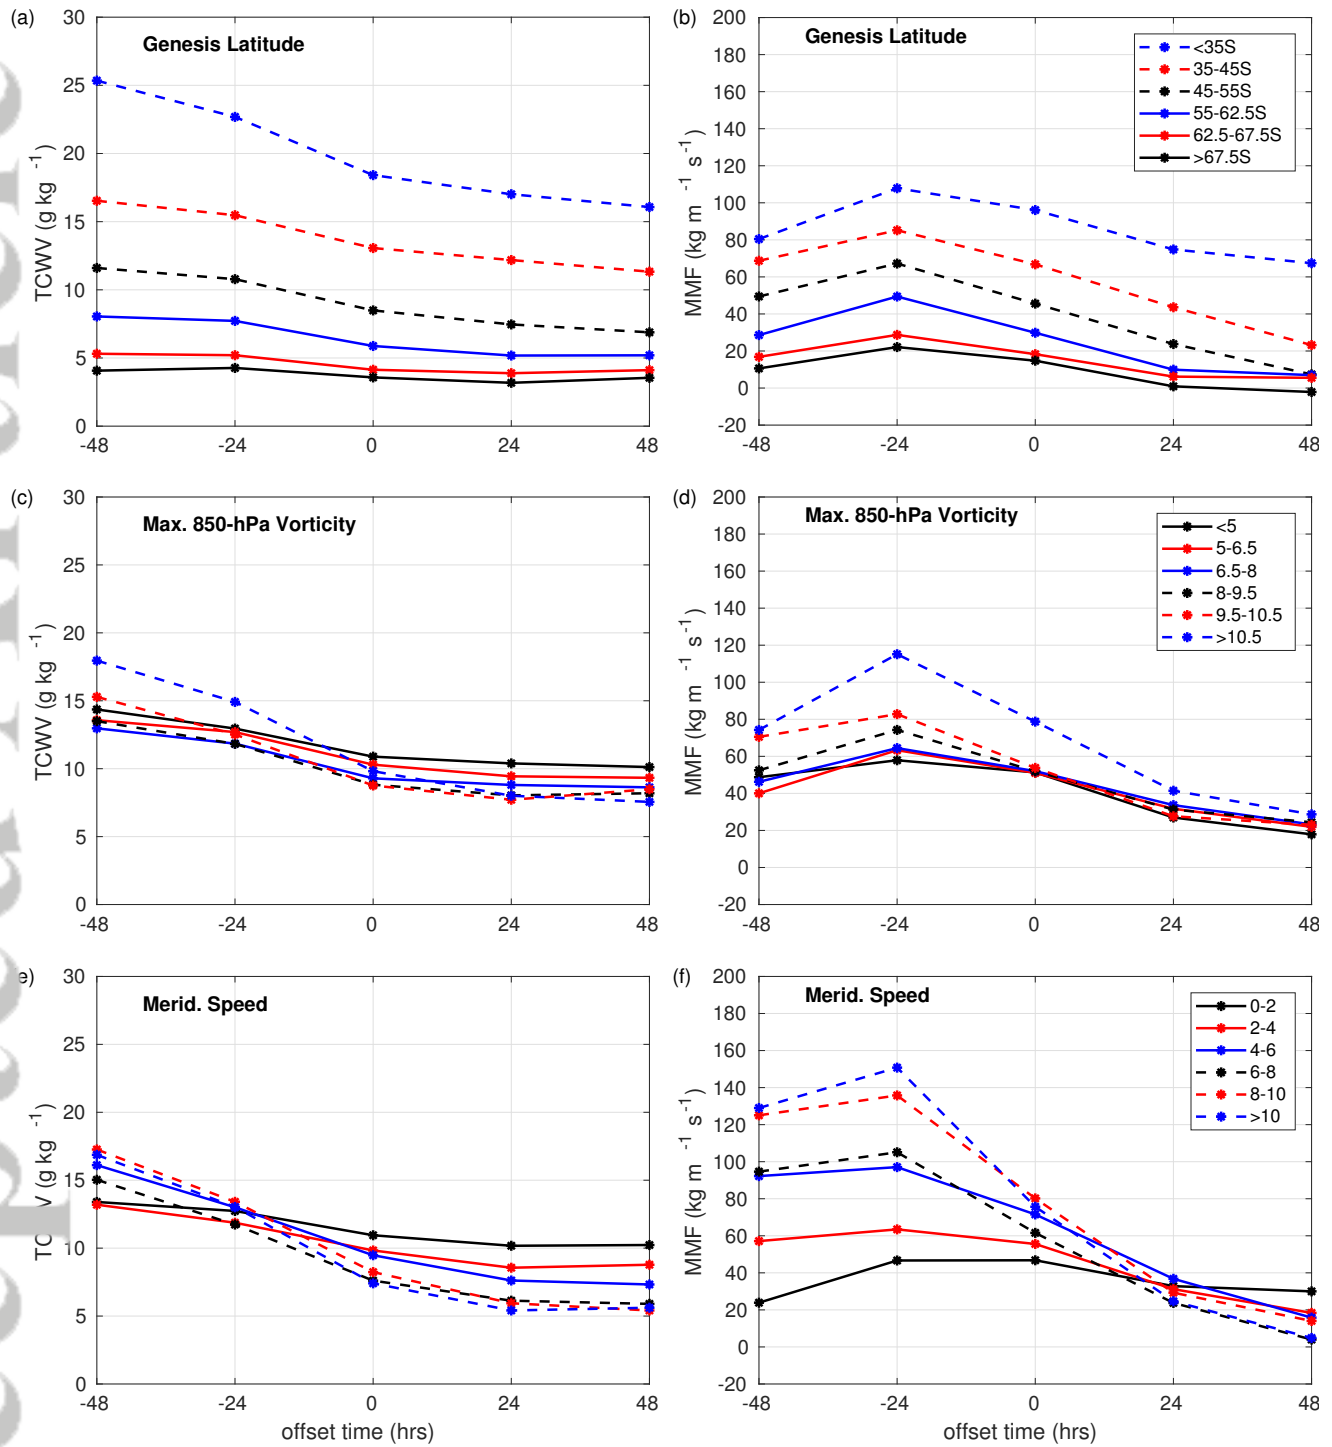 (a)
Genesis Latitude
30
25
20
15
10
5
0
TCWV (g kg -1)
-48 -24 0 24 48
(b)
Genesis Latitude
200
180
160
140
120
100
80
60
40
20
0
-20
MMF (kg m -1 s-1)
-48 -24 0 24 48
<35S
35-45S
45-55S
55-62.5S
62.5-67.5S
>67.5S
(c)
Max. 850-hPa Vorticity
30
25
20
15
10
5
0
TCWV (g kg -1)
-48 -24 0 24 48
(d)
Max. 850-hPa Vorticity
200
180
160
140
120
100
80
60
40
20
0
-20
MMF (kg m -1 s-1)
-48 -24 0 24 48
<5
5-6.5
6.5-8
8-9.5
9.5-10.5
>10.5
e)
Merid. Speed
30
25
20
15
10
5
0
V (g kg -1)
-48 -24 0 24 48
offset time (hrs)
(f)
Merid. Speed
200
180
160
140
120
100
80
60
40
20
0
-20
MMF (kg m -1 s-1)
-48 -24 0 24 48
offset time (hrs)
0-2
2-4
4-6
6-8
8-10
>10